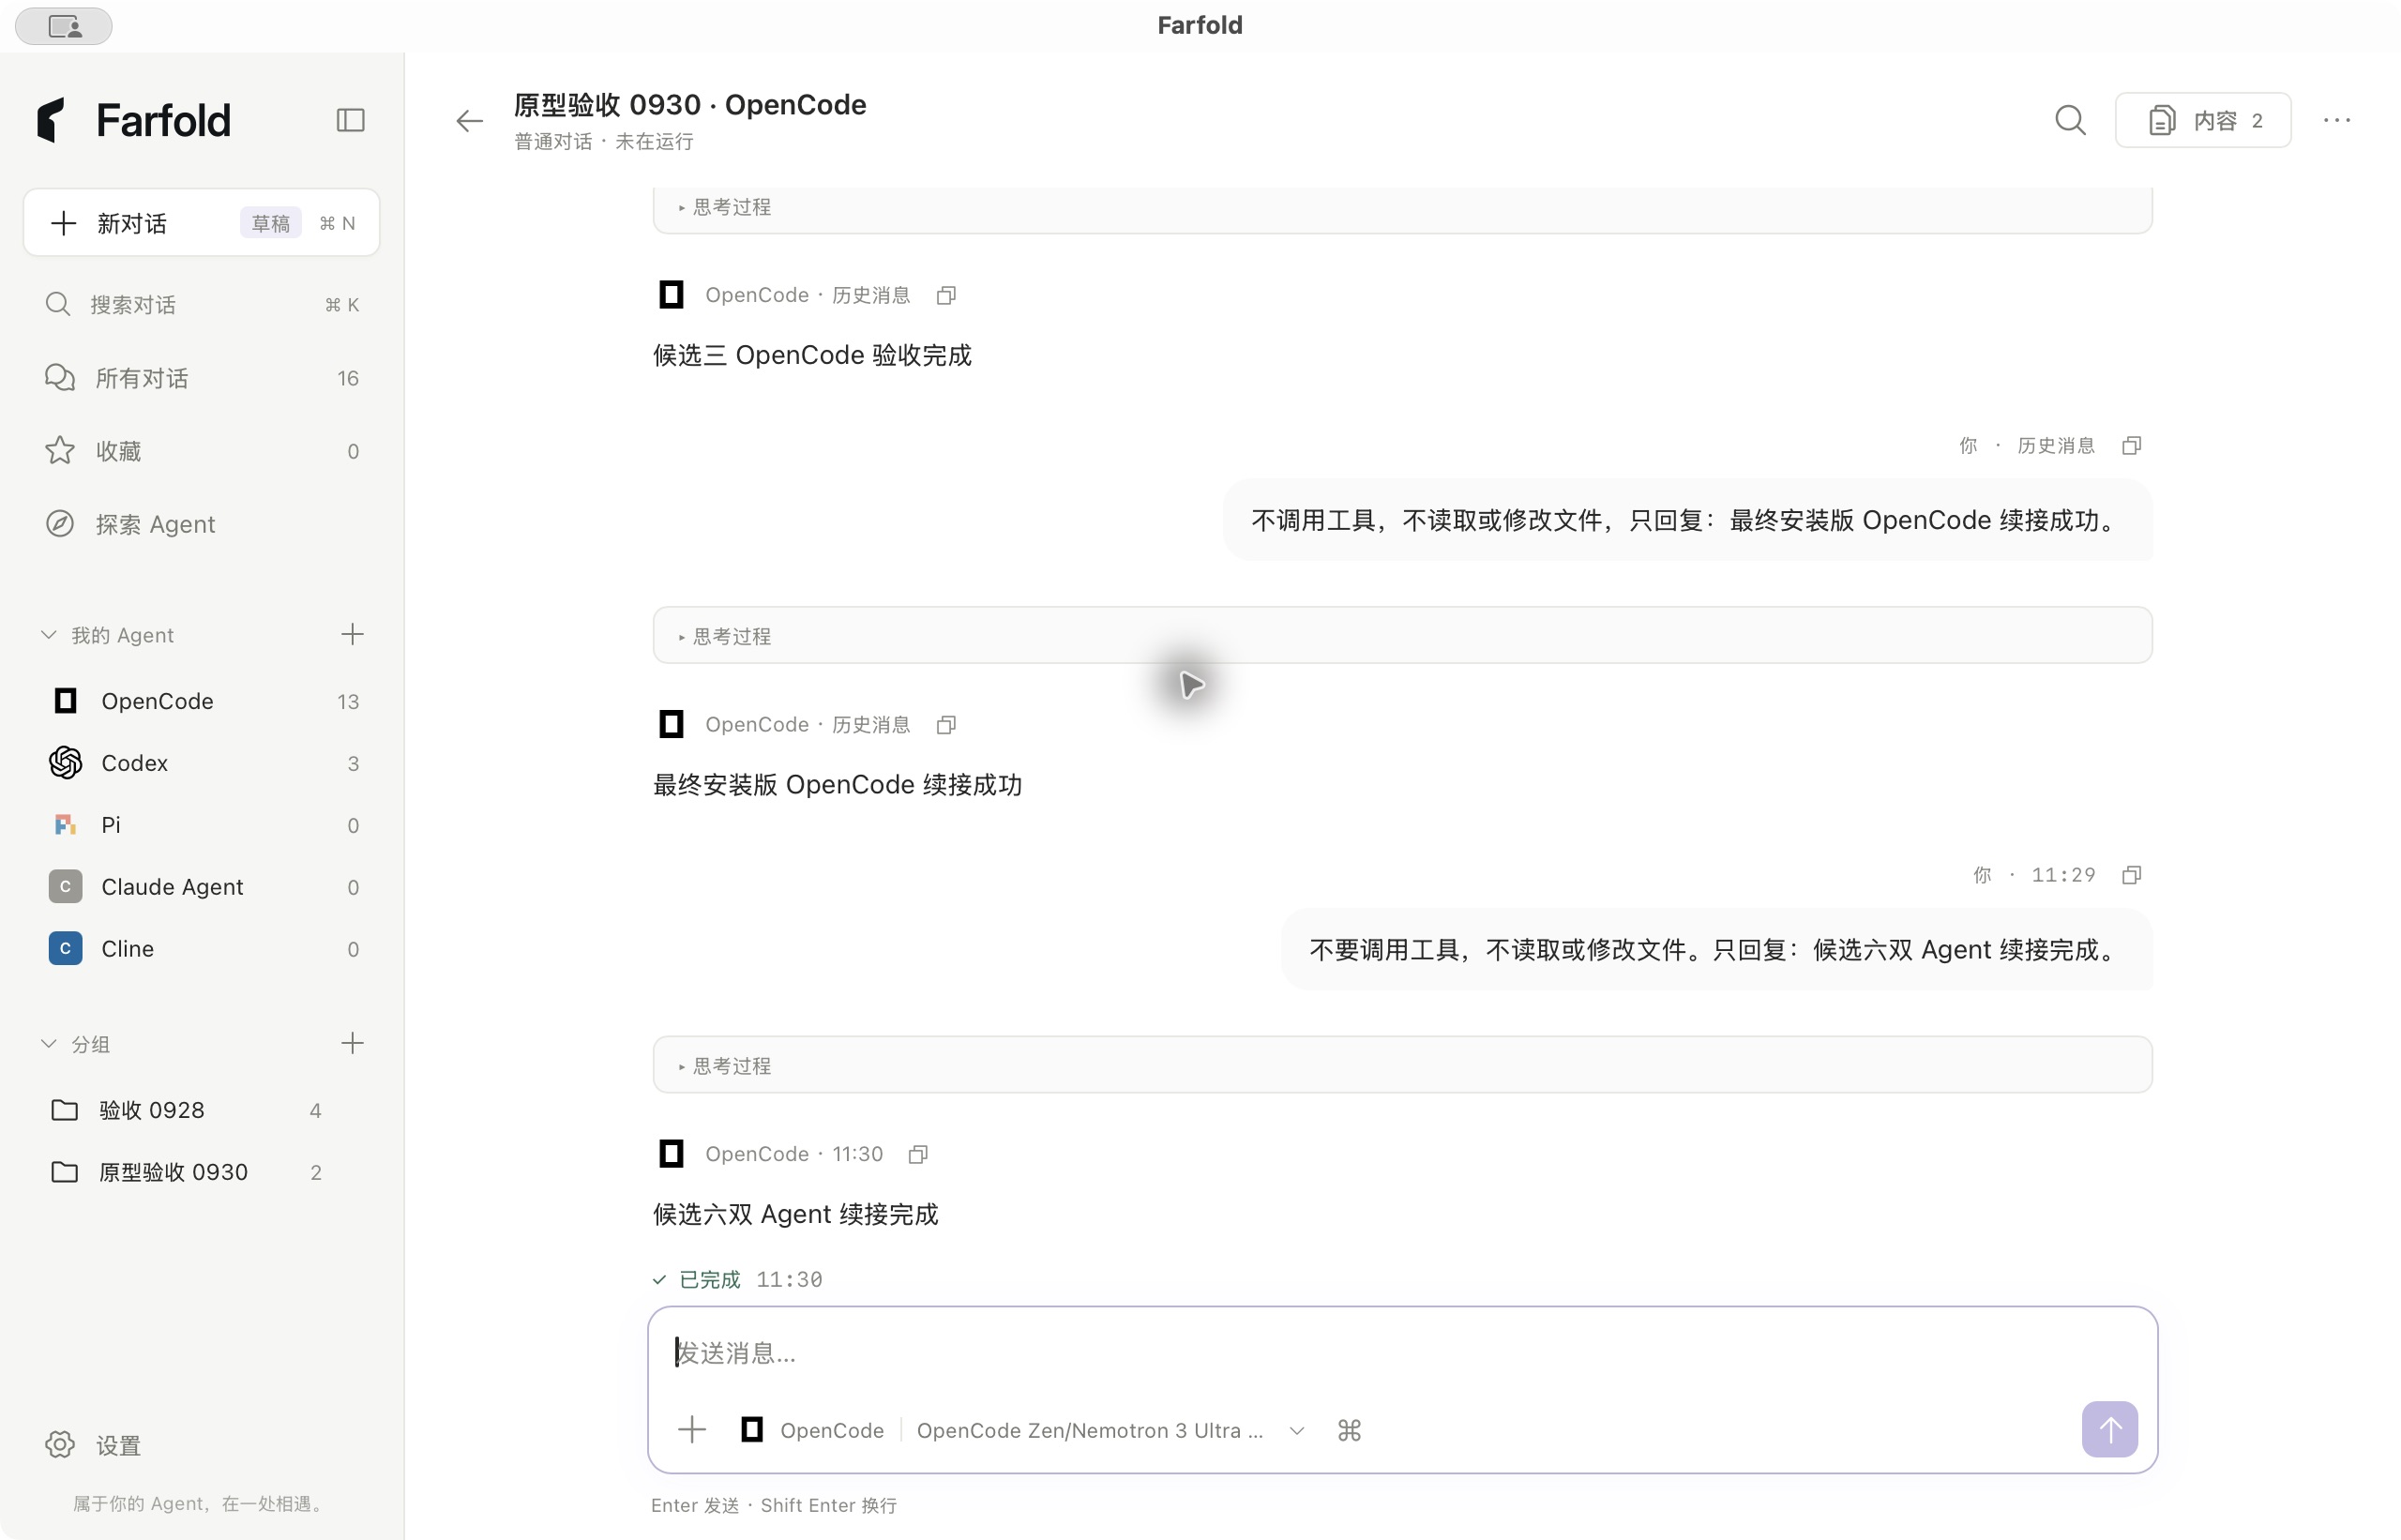 Farfold
Farfold
新对话 草稿 ⌘ N
搜索对话 ⌘ K
所有对话 16
收藏 0
探索 Agent
我的 Agent
OpenCode 13
Codex 3
Pi 0
C Claude Agent 0
C Cline 0
分组
验收 0928 4
原型验收 0930 2
设置
属于你的 Agent，在一处相遇。
原型验收 0930 · OpenCode
普通对话 · 未在运行
内容 2
思考过程
OpenCode · 历史消息
候选三 OpenCode 验收完成
你 · 历史消息
不调用工具，不读取或修改文件，只回复：最终安装版 OpenCode 续接成功。
思考过程
OpenCode · 历史消息
最终安装版 OpenCode 续接成功
你 · 11:29
不要调用工具，不读取或修改文件。只回复：候选六双 Agent 续接完成。
思考过程
OpenCode · 11:30
候选六双 Agent 续接完成
已完成 11:30
发送消息...
OpenCode OpenCode Zen/Nemotron 3 Ultra ... ⌘
Enter 发送 · Shift Enter 换行